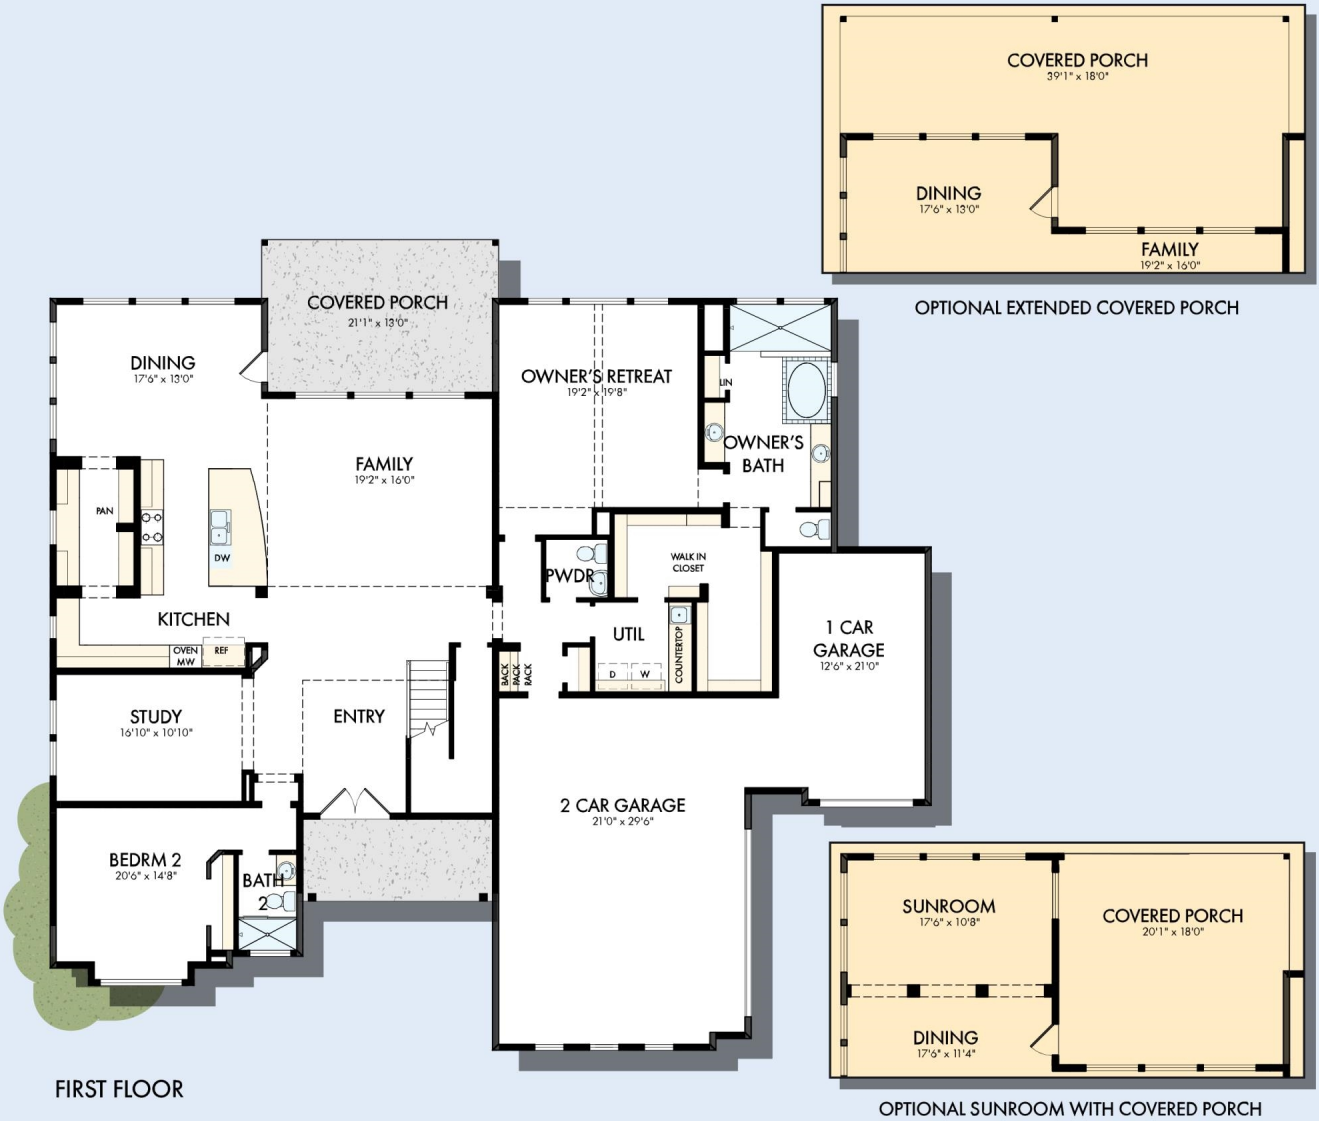 COVERED PORCH
39'1" x 18'0"
DINING
17'6" x 13'0"
FAMILY
19'2" x 16'0"
OPTIONAL EXTENDED COVERED PORCH
COVERED PORCH
21'1" x 13'0"
DINING
17'6" x 13'0"
OWNER'S RETREAT
19'2" x 19'8"
LIN
OWNER'S
BATH
FAMILY
19'2" x 16'0"
PAN
DW
WALK IN
CLOSET
PWDR
KITCHEN
UTIL
OVEN
MW
REF
BACK
PACK
RACK
D
W
COUNTERTOP
1 CAR
GARAGE
12'6" x 21'0"
STUDY
16'10" x 10'10"
ENTRY
2 CAR GARAGE
21'0" x 29'6"
BEDRM 2
20'6" x 14'8"
BATH
2
SUNROOM
17'6" x 10'8"
COVERED PORCH
20'1" x 18'0"
DINING
17'6" x 11'4"
FIRST FLOOR
OPTIONAL SUNROOM WITH COVERED PORCH